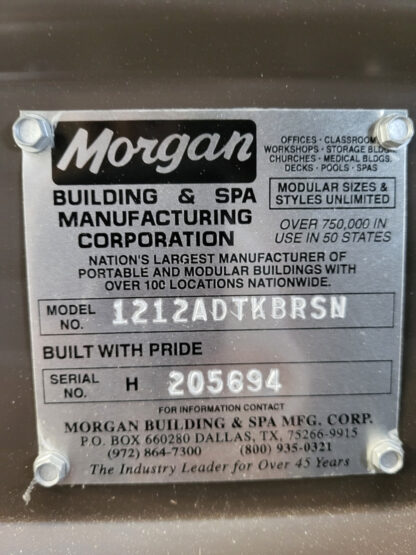 Morgan
OFFICES · CLASSROOM
WORKSHOPS · STORAGE BLDG.
CHURCHES · MEDICAL BLDGS.
DECKS · POOLS · SPAS
MODULAR SIZES &
STYLES UNLIMITED
BUILDING & SPA
MANUFACTURING
CORPORATION
OVER 750,000 IN
USE IN 50 STATES
NATION'S LARGEST MANUFACTURER OF
PORTABLE AND MODULAR BUILDINGS WITH
OVER 100 LOCATIONS NATIONWIDE.
MODEL NO. 1212ADTKBRSN
BUILT WITH PRIDE
SERIAL NO. H 205694
FOR INFORMATION CONTACT
MORGAN BUILDING & SPA MFG. CORP.
P.O. BOX 660280 DALLAS, TX, 75266-9915
(972) 864-7300 (800) 935-0321
The Industry Leader for Over 45 Years